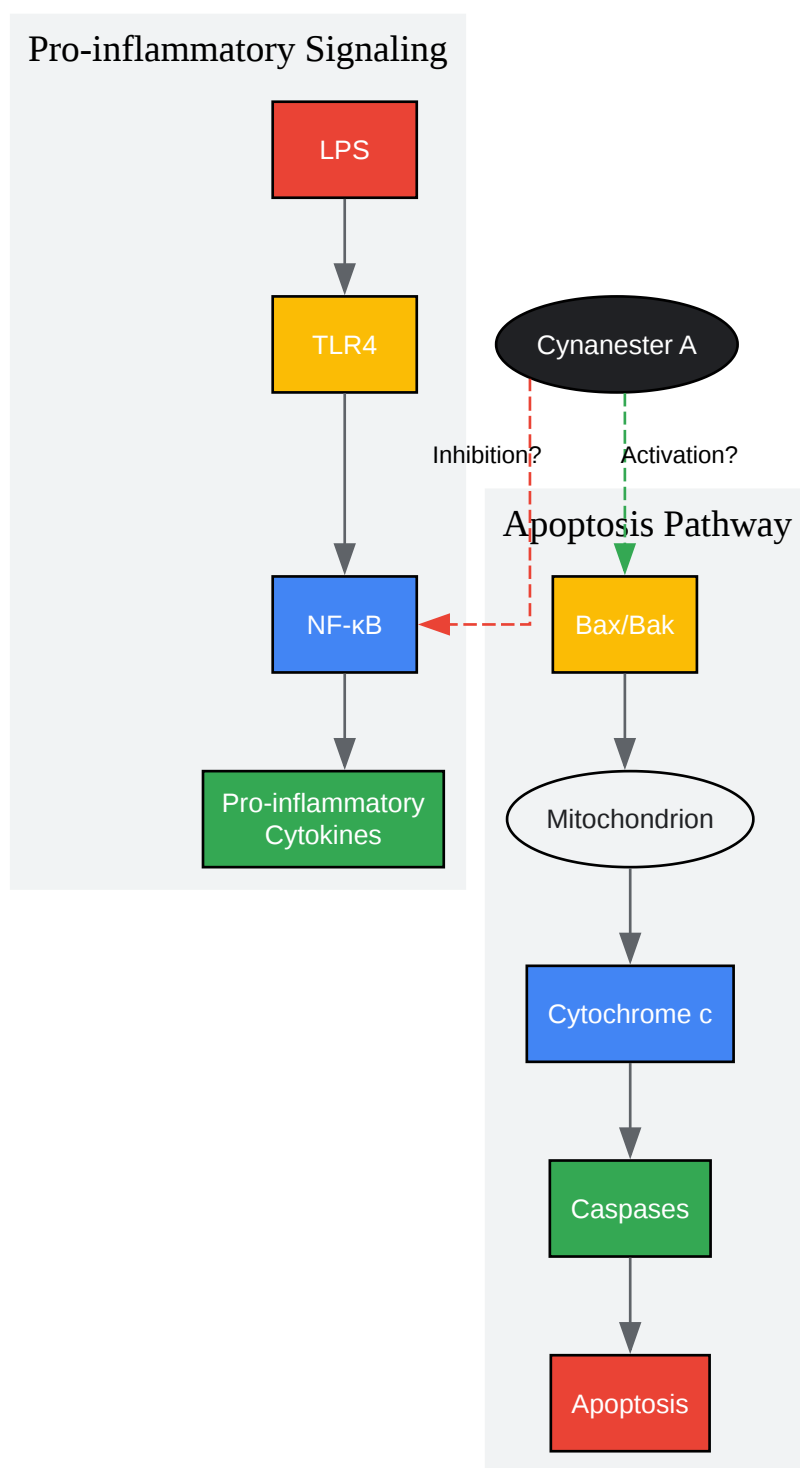 Pro-inflammatory Signaling
LPS
TLR4
Cynanester A
Inhibition?
Activation?
Apoptosis Pathway
NF-κB
Bax/Bak
Pro-inflammatory
Cytokines
Mitochondrion
Cytochrome c
Caspases
Apoptosis